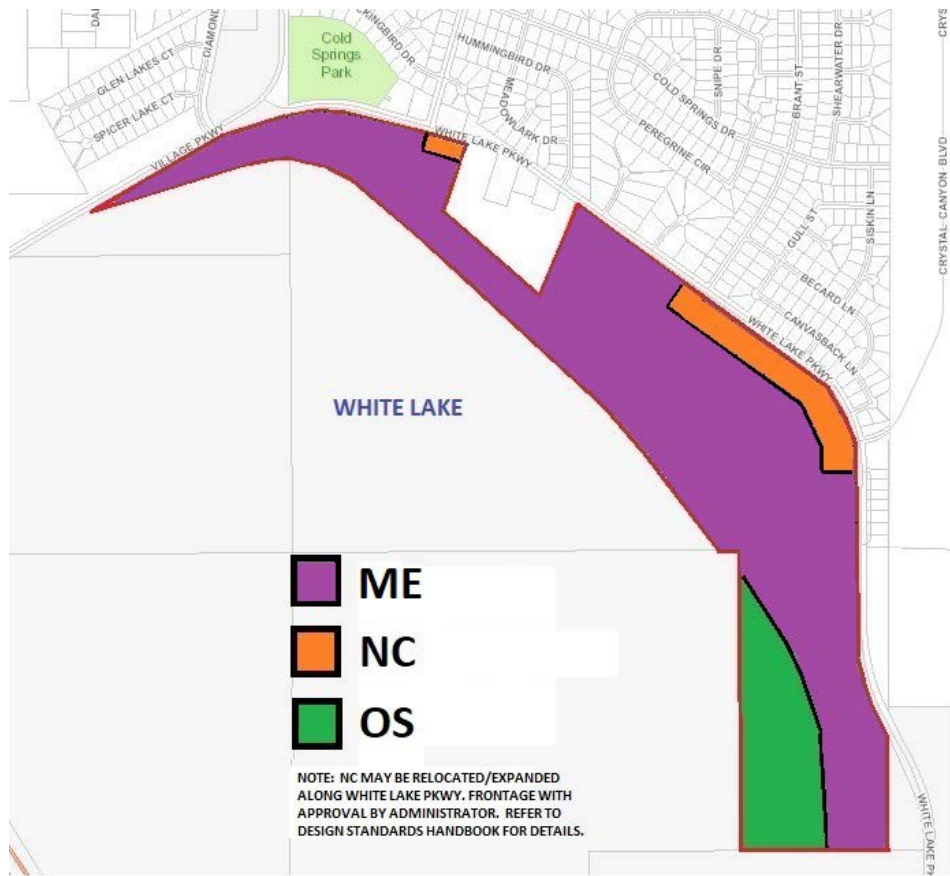 DIAMOND
GLEN LAKES CT
SPICER LAKE CT
VILLAGE PKWY
Cold
Springs
Park
HUMMINGBIRD DR
MEADOWLARK DR
COLD SPRINGS DR
PEREGRINE CIR
SNIPE DR
BRANT ST
SHEARWATER DR
WHITE LAKE PKWY
GULL ST
SISKIN LN
BECARD LN
CANVASBACK LN
WHITE LAKE PKWY
CRYSTAL CANYON BLVD
WHITE LAKE
ME
NC
OS
NOTE: NC MAY BE RELOCATED/EXPANDED
ALONG WHITE LAKE PKWY. FRONTAGE WITH
APPROVAL BY ADMINISTRATOR. REFER TO
DESIGN STANDARDS HANDBOOK FOR DETAILS.
WHITE LAKE